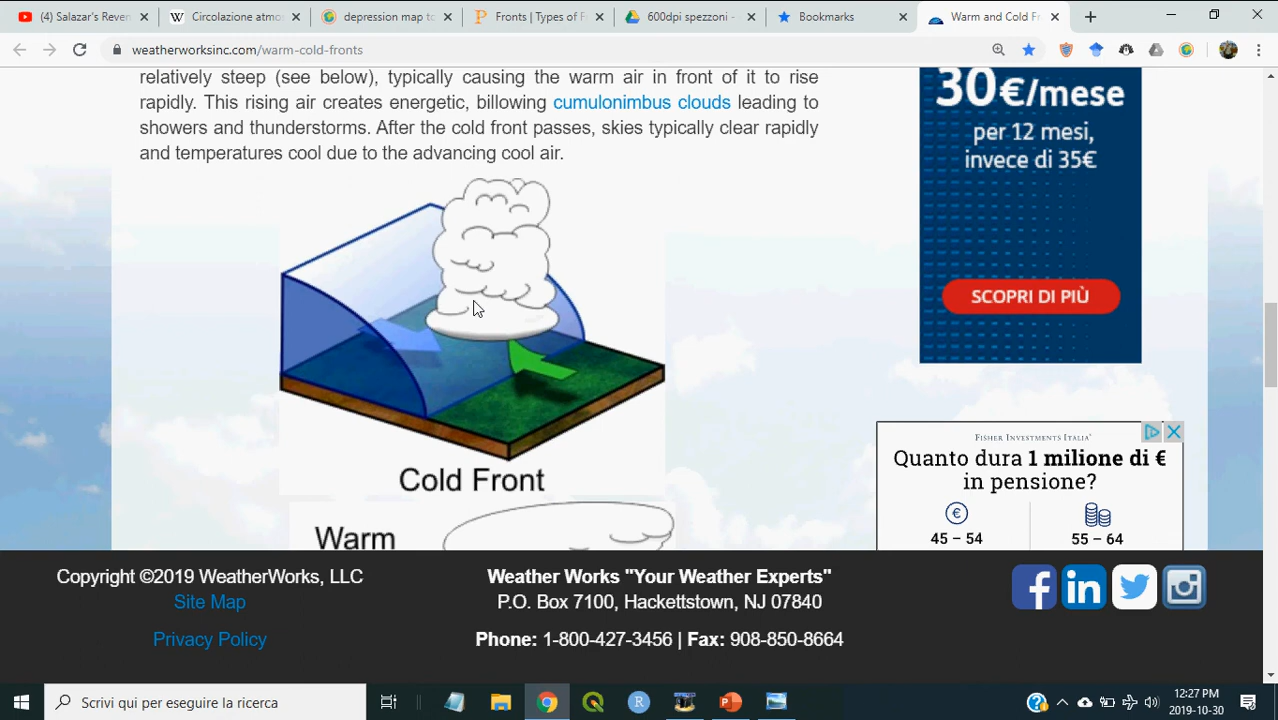 (4) Salazar's Reven
Circolazione atmo
depression map to
Fronts | Types of F
600dpi spezzoni -
Bookmarks
Warm and Cold Fr
weatherworksinc.com/warm-cold-fronts
relatively steep (see below), typically causing the warm air in front of it to rise
rapidly. This rising air creates energetic, billowing cumulonimbus clouds leading to
showers and thunderstorms. After the cold front passes, skies typically clear rapidly
and temperatures cool due to the advancing cool air.
Cold Front
Warm
30€/mese
per 12 mesi,
invece di 35€
SCOPRI DI PIÙ
FISHER INVESTMENTS ITALIA
Quanto dura 1 milione di €
in pensione?
45 – 54
55 – 64
Copyright ©2019 WeatherWorks, LLC
Site Map
Privacy Policy
Weather Works "Your Weather Experts"
P.O. Box 7100, Hackettstown, NJ 07840
Phone: 1-800-427-3456 | Fax: 908-850-8664
Scrivi qui per eseguire la ricerca
12:27 PM
2019-10-30